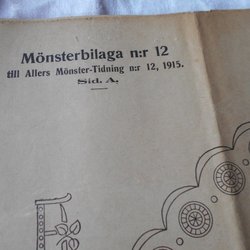 Mönsterbilaga n:r 12
till Allers Mönster-Tidning n:r 12, 1915.
Sid. A.